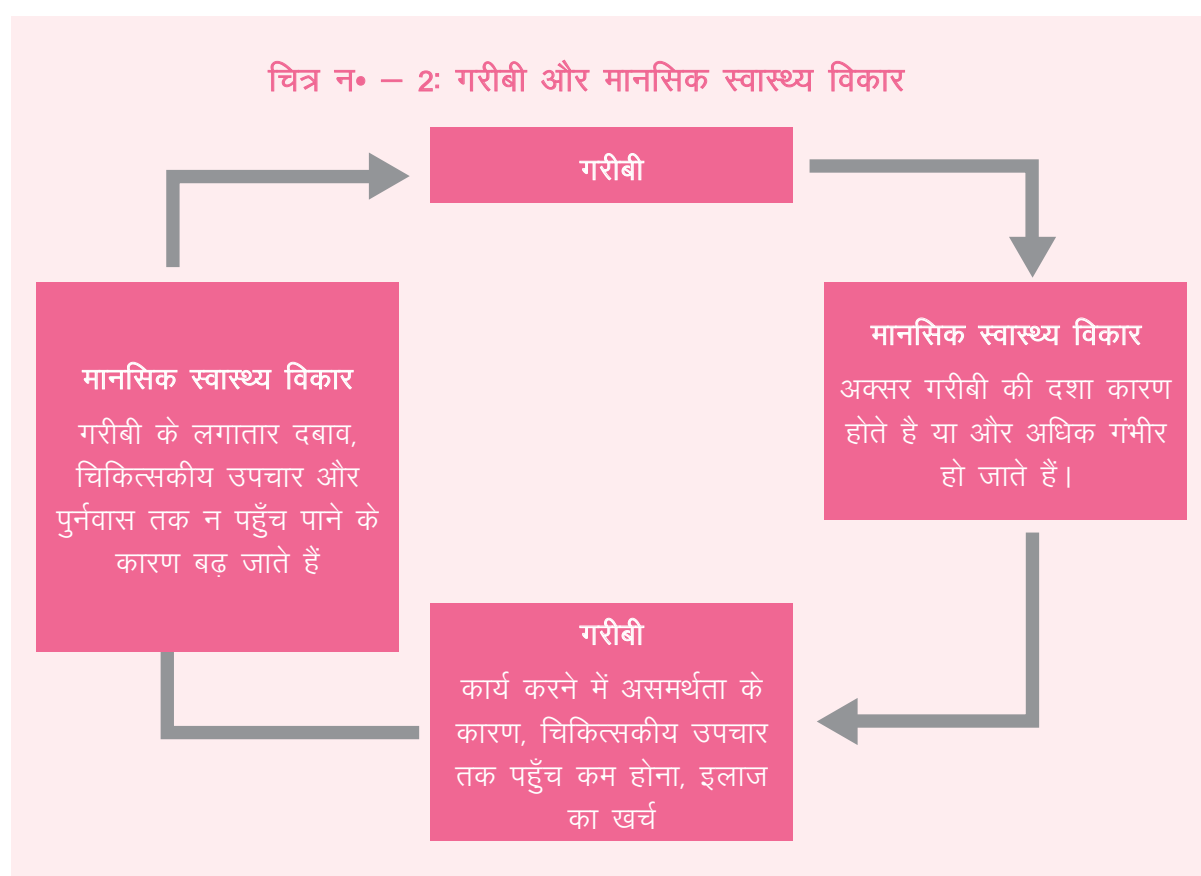 चित्र न॰ – 2: गरीबी और मानसिक स्वास्थ्य विकार
गरीबी
मानसिक स्वास्थ्य विकार
अक्सर गरीबी की दशा कारण
होते है या और अधिक गंभीर
हो जाते हैं।
गरीबी
कार्य करने में असमर्थता के
कारण, चिकित्सकीय उपचार
तक पहुँच कम होना, इलाज
का खर्च
मानसिक स्वास्थ्य विकार
गरीबी के लगातार दबाव,
चिकित्सकीय उपचार और
पुर्नवास तक न पहुँच पाने के
कारण बढ़ जाते हैं